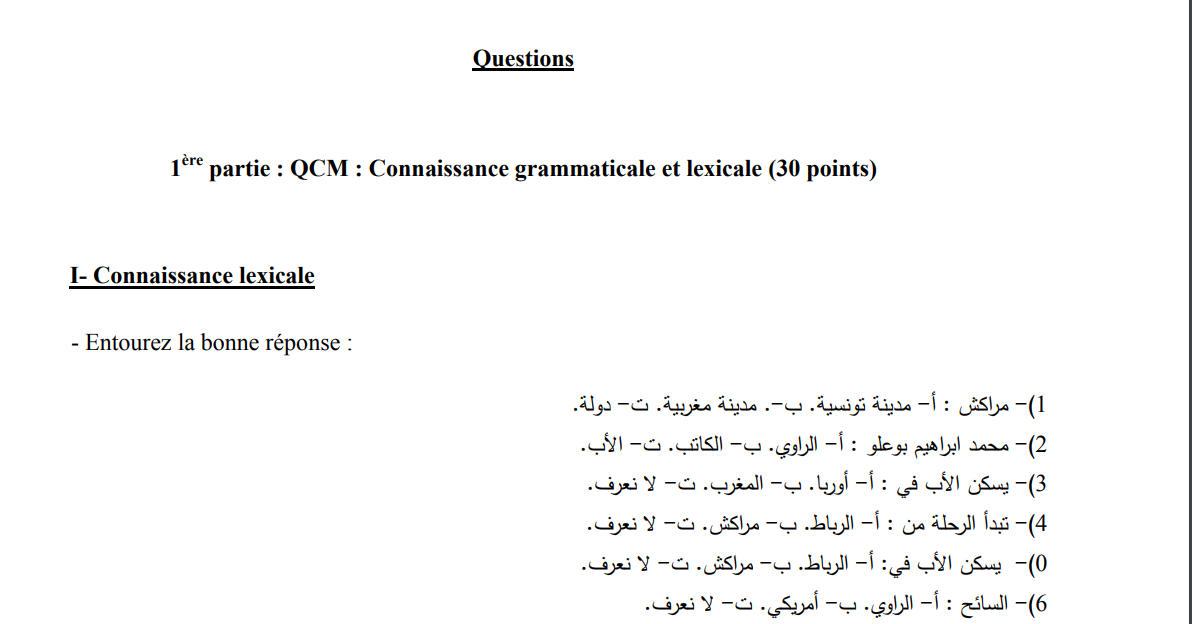 Questions
1ère partie : QCM : Connaissance grammaticale et lexicale (30 points)
I- Connaissance lexicale
- Entourez la bonne réponse :
1)- مراكش : أ- مدينة تونسية. ب-. مدينة مغربية. ت- دولة.
2)- محمد ابراهيم بوعلو : أ- الراوي. ب- الكاتب. ت- الأب.
3)- يسكن الأب في : أ- أوربا. ب- المغرب. ت- لا نعرف.
4)- تبدأ الرحلة من : أ- الرباط. ب- مراكش. ت- لا نعرف.
0)- يسكن الأب في: أ- الرباط. ب- مراكش. ت- لا نعرف.
6)- السائح : أ- الراوي. ب- أمريكي. ت- لا نعرف.